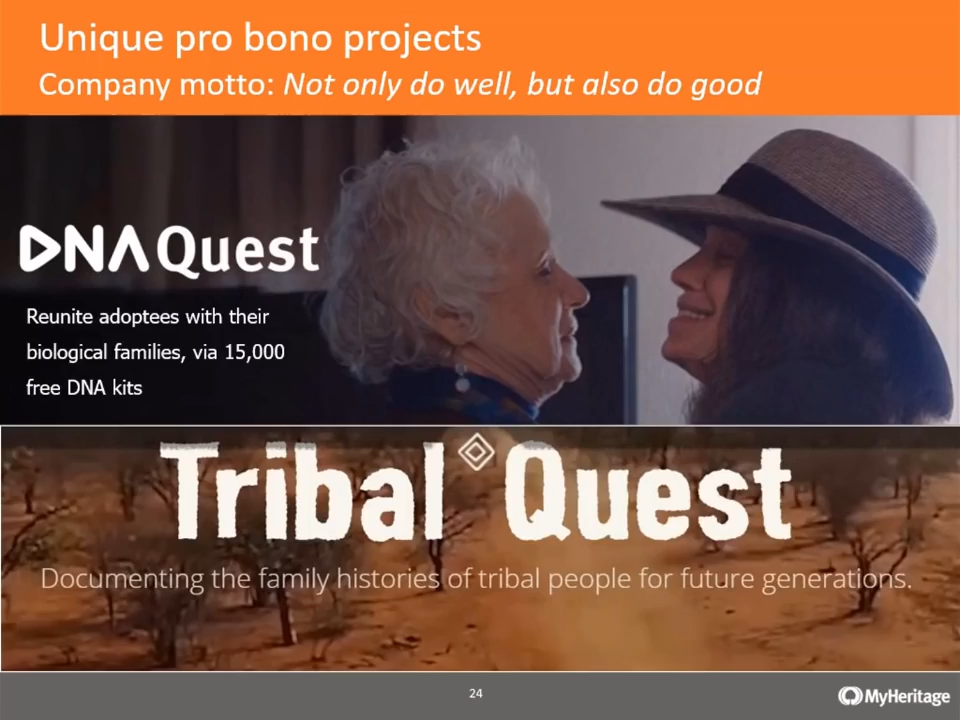 Unique pro bono projects
Company motto: Not only do well, but also do good
DNA Quest
Reunite adoptees with their
biological families, via 15,000
free DNA kits
Tribal Quest
Documenting the family histories of tribal people for future generations.
24
MyHeritage